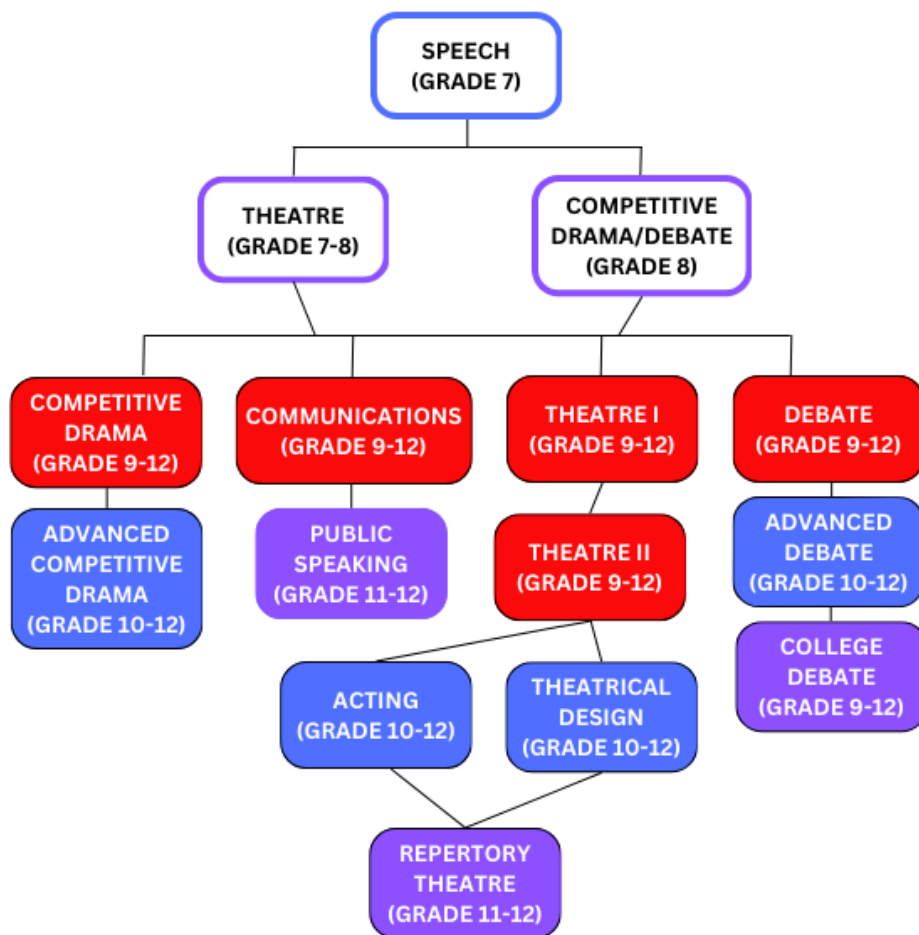 SPEECH
(GRADE 7)
THEATRE
(GRADE 7-8)
COMPETITIVE
DRAMA/DEBATE
(GRADE 8)
COMPETITIVE
DRAMA
(GRADE 9-12)
COMMUNICATIONS
(GRADE 9-12)
THEATRE I
(GRADE 9-12)
DEBATE
(GRADE 9-12)
ADVANCED
COMPETITIVE
DRAMA
(GRADE 10-12)
PUBLIC
SPEAKING
(GRADE 11-12)
THEATRE II
(GRADE 9-12)
ADVANCED
DEBATE
(GRADE 10-12)
COLLEGE
DEBATE
(GRADE 9-12)
ACTING
(GRADE 10-12)
THEATRICAL
DESIGN
(GRADE 10-12)
REPERTORY
THEATRE
(GRADE 11-12)